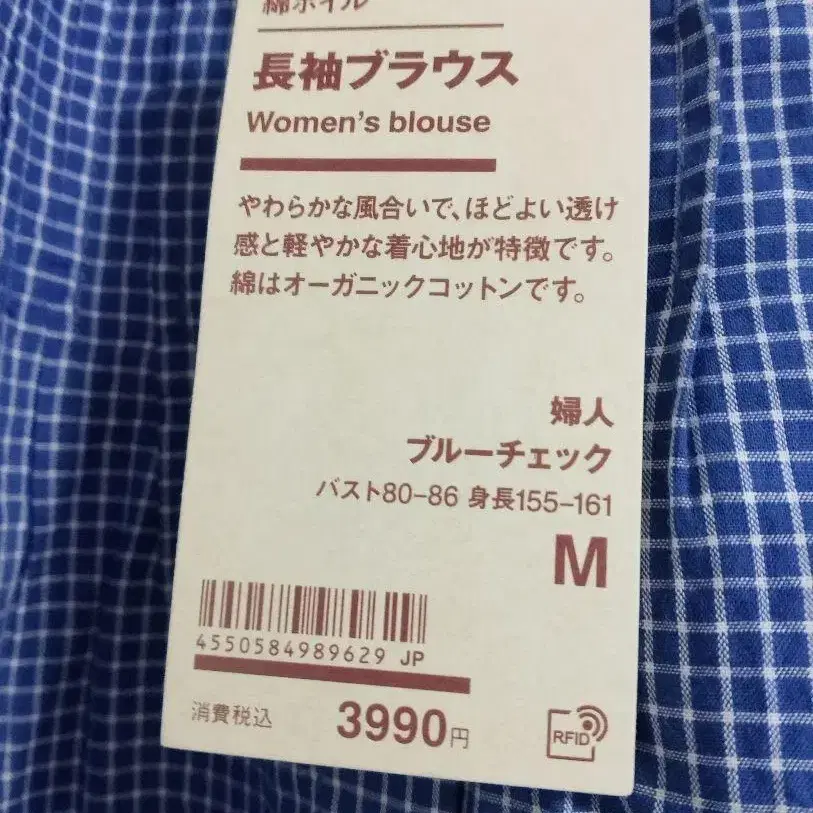 綿ボイル
長袖ブラウス
Women's blouse
やわらかな風合いで、ほどよい透け
感と軽やかな着心地が特徴です。
綿はオーガニックコットンです。
婦人
ブルーチェック
バスト80-86 身長155-161
M
4550584989629 JP
消費税込 3990円
RFID